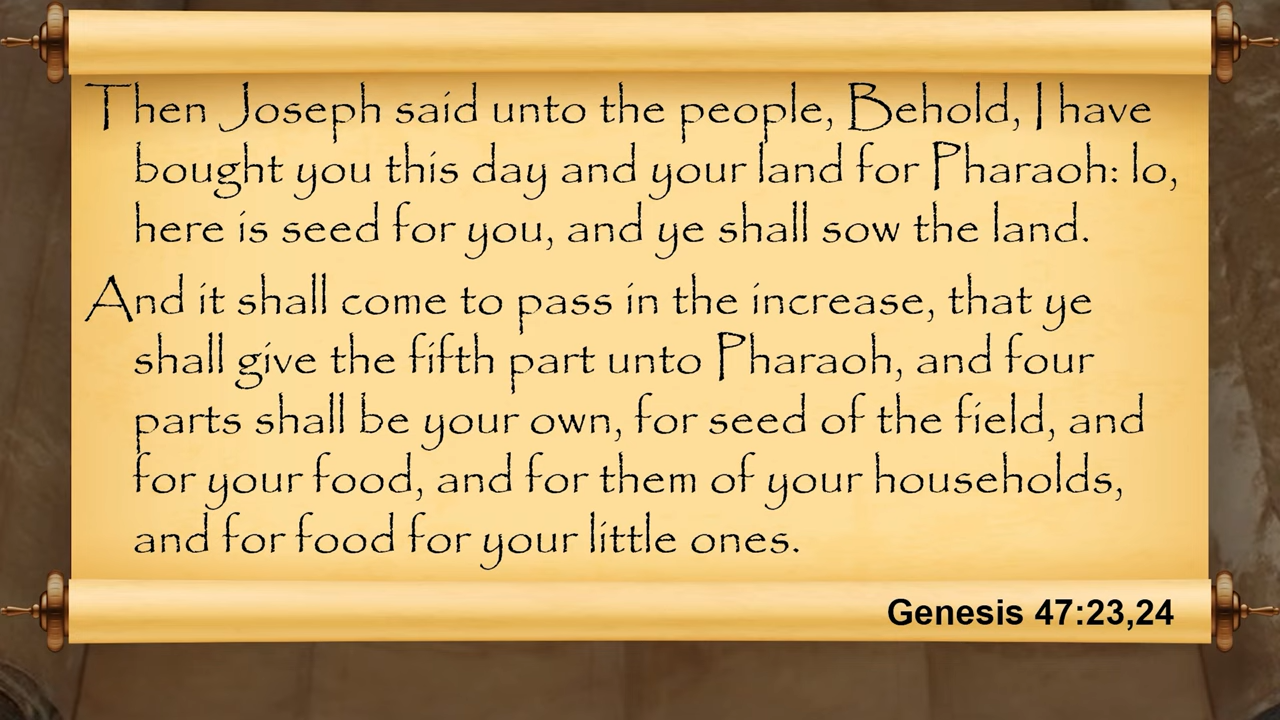 Then Joseph said unto the people, Behold, I have
bought you this day and your land for Pharaoh: lo,
here is seed for you, and ye shall sow the land.
And it shall come to pass in the increase, that ye
shall give the fifth part unto Pharaoh, and four
parts shall be your own, for seed of the field, and
for your food, and for them of your households,
and for food for your little ones.
Genesis 47:23,24